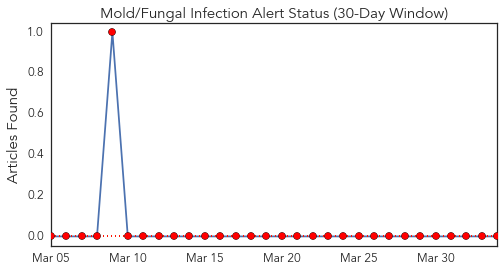 Mold/Fungal Infection Alert Status (30-Day Window)
Articles Found
1.0
0.8
0.6
0.4
0.2
0.0
Mar 05 Mar 10 Mar 15 Mar 20 Mar 25 Mar 30